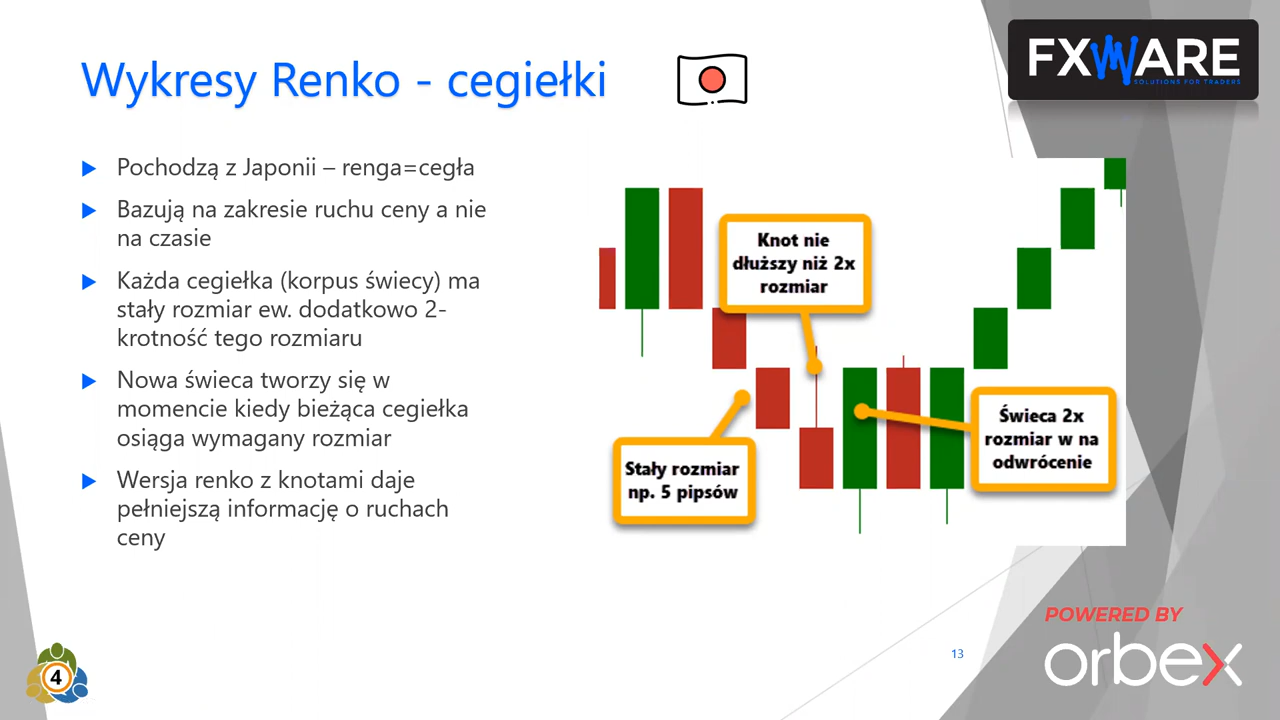 Wykresy Renko - cegiełki
FXWARE
SOLUTIONS FOR TRADERS
Pochodzą z Japonii – renga=cegła
Bazują na zakresie ruchu ceny a nie
na czasie
Każda cegiełka (korpus świecy) ma
stały rozmiar ew. dodatkowo 2-
krotność tego rozmiaru
Nowa świeca tworzy się w
momencie kiedy bieżąca cegiełka
osiąga wymagany rozmiar
Wersja renko z knotami daje
pełniejszą informację o ruchach
ceny
Knot nie
dłuższy niż 2x
rozmiar
Stały rozmiar
np. 5 pipsów
Świeca 2x
rozmiar w na
odwrócenie
POWERED BY
orbex
13
4